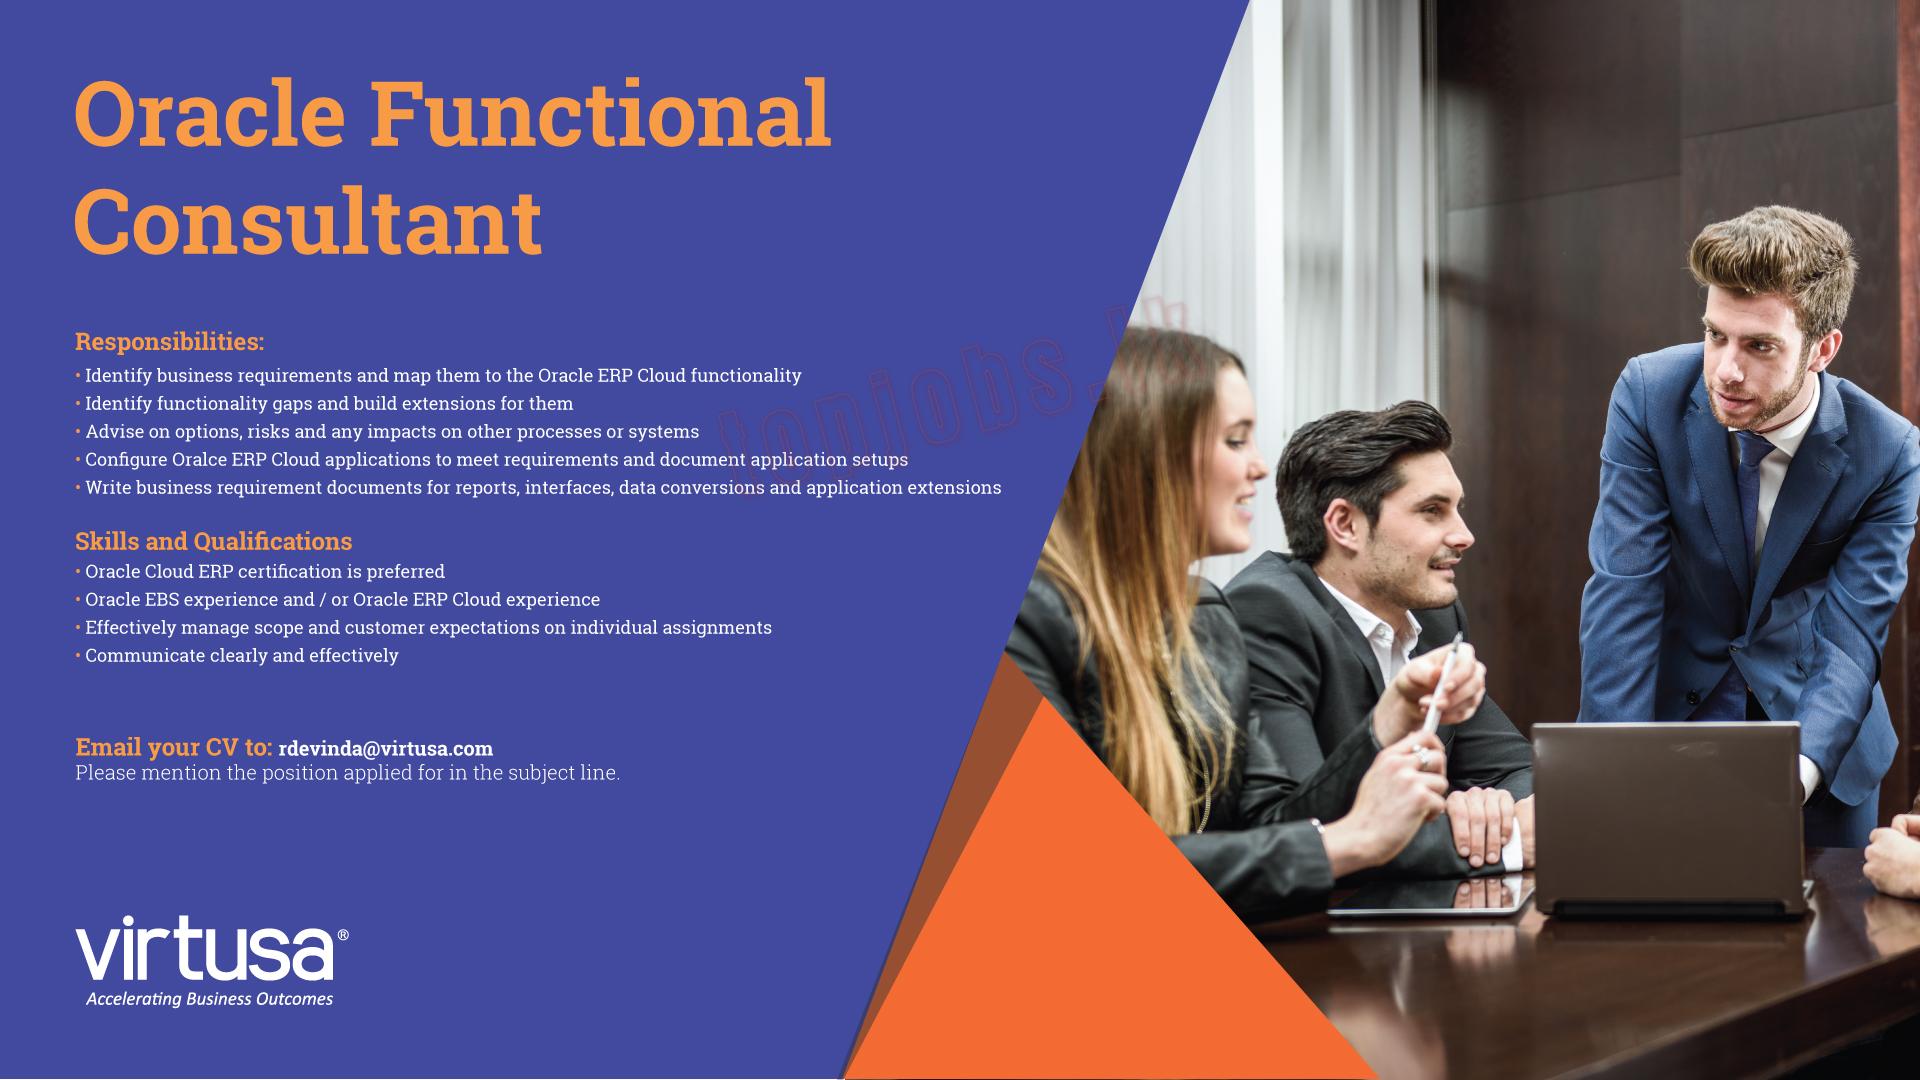 Oracle Functional
Consultant
Responsibilities:
• Identify business requirements and map them to the Oracle ERP Cloud functionality
• Identify functionality gaps and build extensions for them
• Advise on options, risks and any impacts on other processes or systems
• Configure Oralce ERP Cloud applications to meet requirements and document application setups
• Write business requirement documents for reports, interfaces, data conversions and application extensions
topjobs.lk
Skills and Qualifications
• Oracle Cloud ERP certification is preferred
• Oracle EBS experience and / or Oracle ERP Cloud experience
• Effectively manage scope and customer expectations on individual assignments
• Communicate clearly and effectively
Email your CV to: rdevinda@virtusa.com
Please mention the position applied for in the subject line.
virtusa®
Accelerating Business Outcomes